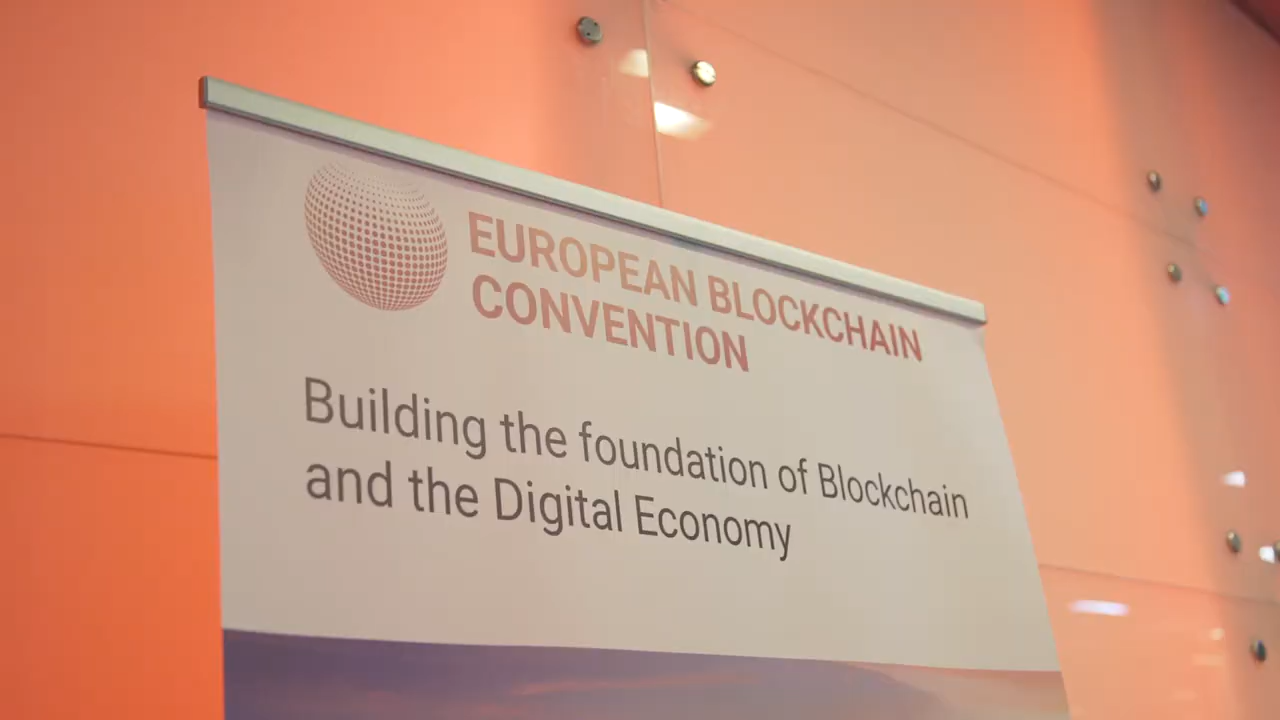 EUROPEAN BLOCKCHAIN
CONVENTION
Building the foundation of Blockchain
and the Digital Economy